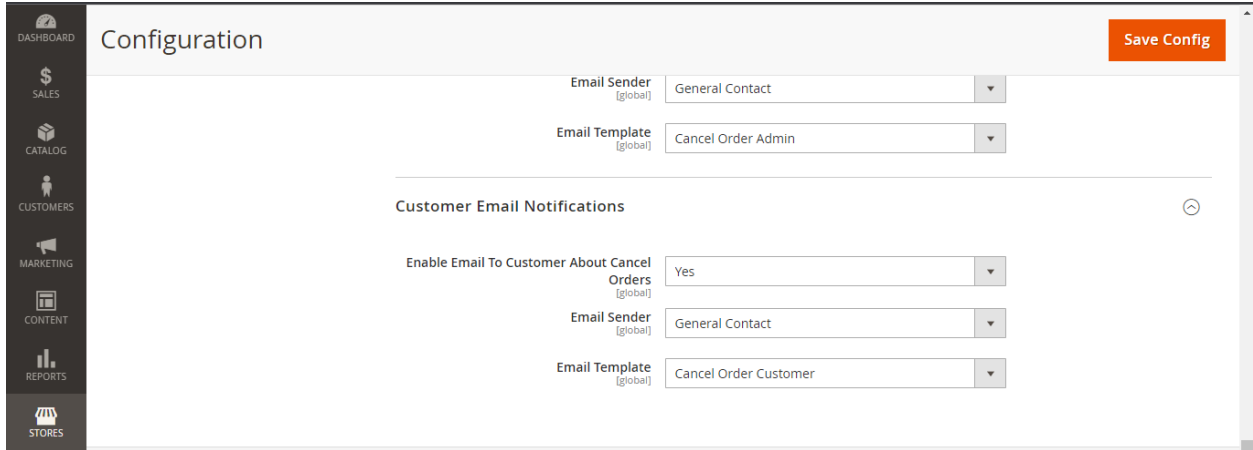 DASHBOARD
Configuration
Save Config
SALES
CATALOG
CUSTOMERS
MARKETING
CONTENT
REPORTS
STORES
Email Sender
[global]
General Contact
Email Template
[global]
Cancel Order Admin
Customer Email Notifications
Enable Email To Customer About Cancel
Orders
[global]
Yes
Email Sender
[global]
General Contact
Email Template
[global]
Cancel Order Customer